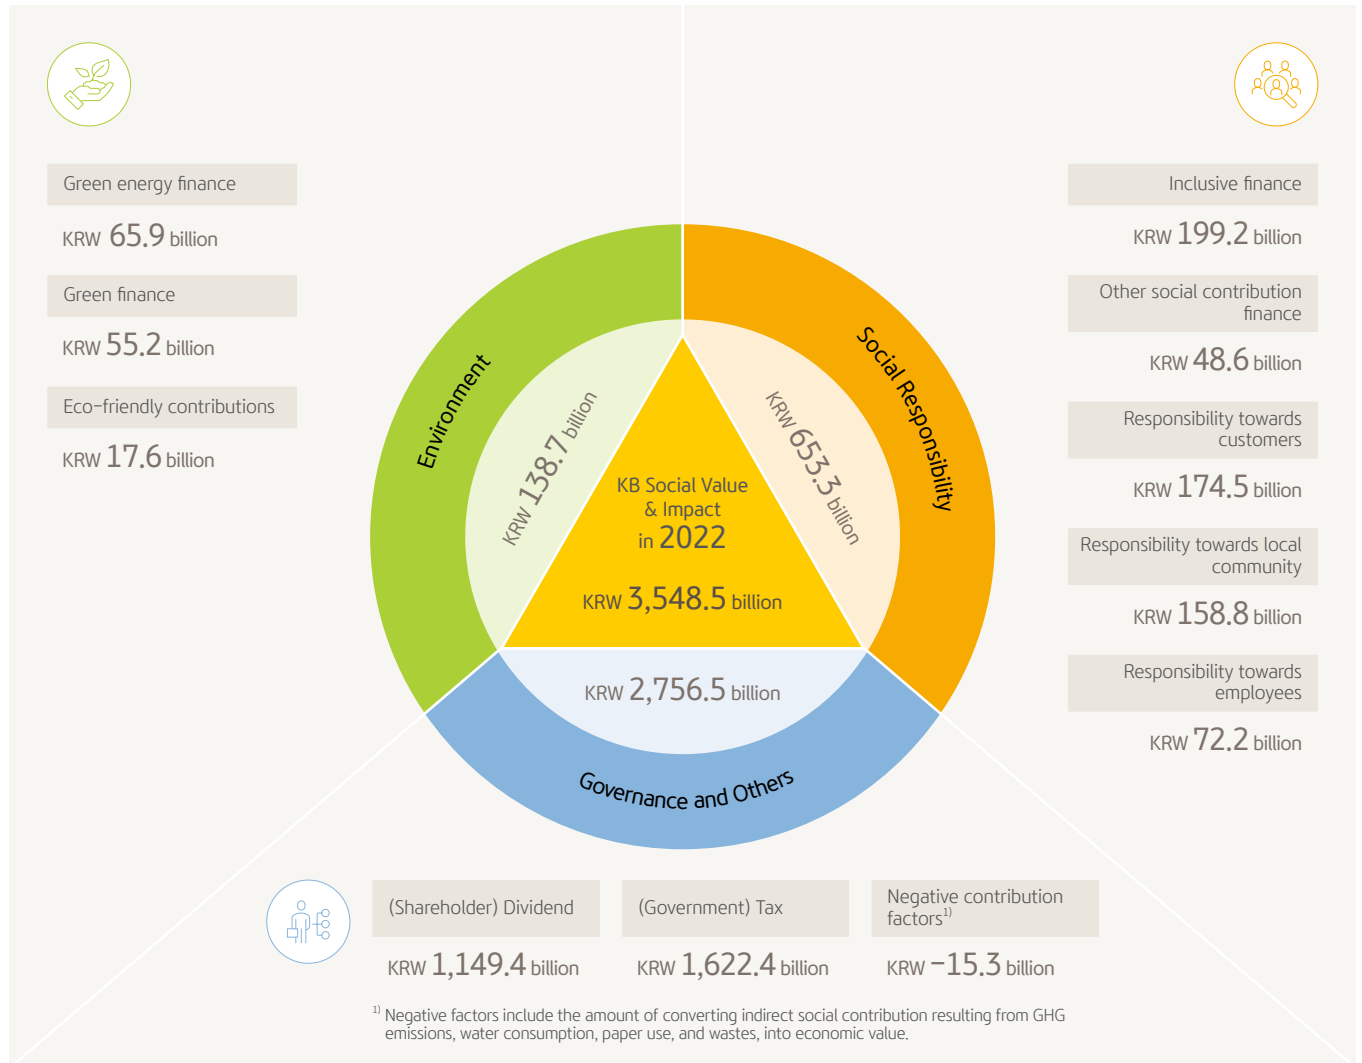 Green energy finance
KRW 65.9 billion
Green finance
KRW 55.2 billion
Eco-friendly contributions
KRW 17.6 billion
Environment
KRW 138.7 billion
Social Responsibility
KRW 653.3 billion
KB Social Value
& Impact
in 2022
KRW 3,548.5 billion
KRW 2,756.5 billion
Governance and Others
Inclusive finance
KRW 199.2 billion
Other social contribution
finance
KRW 48.6 billion
Responsibility towards
customers
KRW 174.5 billion
Responsibility towards local
community
KRW 158.8 billion
Responsibility towards
employees
KRW 72.2 billion
(Shareholder) Dividend
KRW 1,149.4 billion
(Government) Tax
KRW 1,622.4 billion
Negative contribution
factors1)
KRW -15.3 billion
1) Negative factors include the amount of converting indirect social contribution resulting from GHG
emissions, water consumption, paper use, and wastes, into economic value.